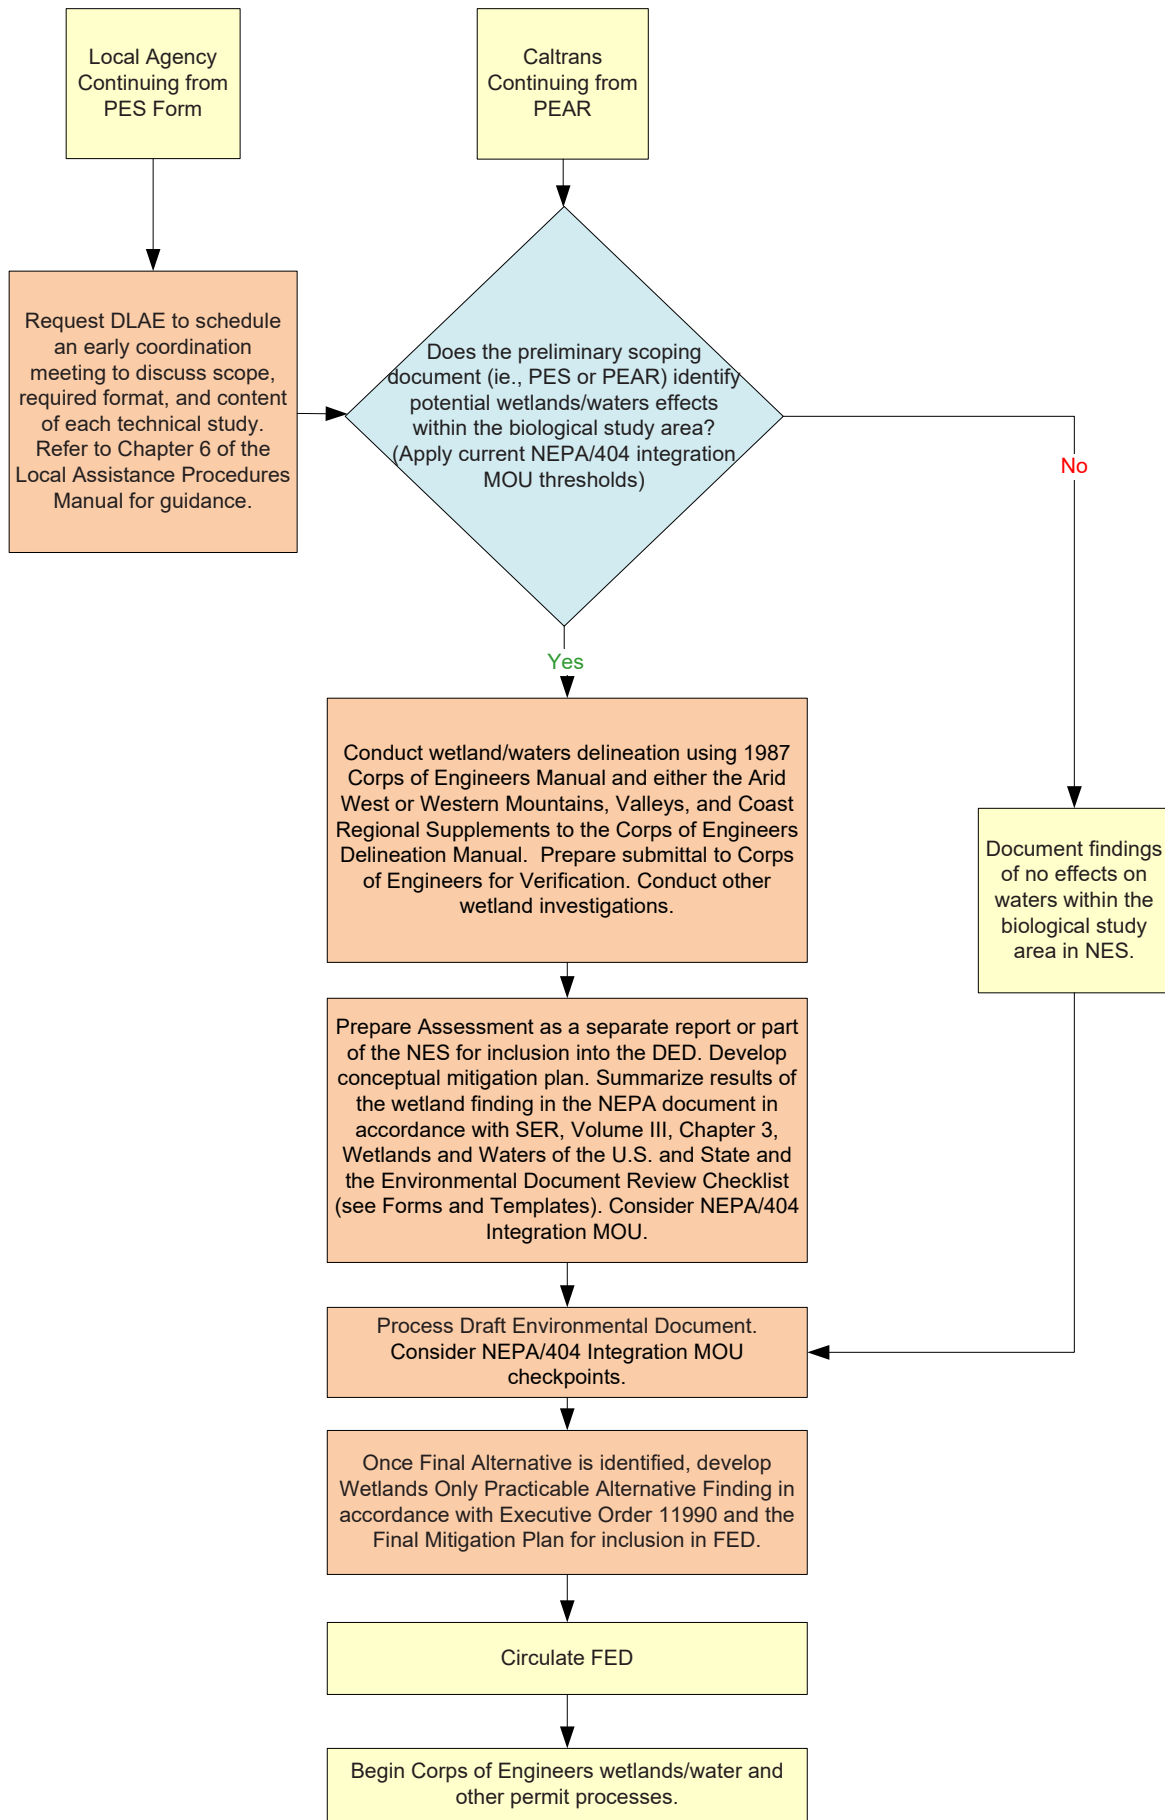 Local Agency
Continuing from
PES Form
Caltrans
Continuing from
PEAR
Request DLAE to schedule
an early coordination
meeting to discuss scope,
required format, and content
of each technical study.
Refer to Chapter 6 of the
Local Assistance Procedures
Manual for guidance.
Does the preliminary scoping
document (ie., PES or PEAR) identify
potential wetlands/waters effects
within the biological study area?
(Apply current NEPA/404 integration
MOU thresholds)
No
Yes
Conduct wetland/waters delineation using 1987
Corps of Engineers Manual and either the Arid
West or Western Mountains, Valleys, and Coast
Regional Supplements to the Corps of Engineers
Delineation Manual.  Prepare submittal to Corps
of Engineers for Verification. Conduct other
wetland investigations.
Document findings
of no effects on
waters within the
biological study
area in NES.
Prepare Assessment as a separate report or part
of the NES for inclusion into the DED. Develop
conceptual mitigation plan. Summarize results of
the wetland finding in the NEPA document in
accordance with SER, Volume III, Chapter 3,
Wetlands and Waters of the U.S. and State and
the Environmental Document Review Checklist
(see Forms and Templates). Consider NEPA/404
Integration MOU.
Process Draft Environmental Document.
Consider NEPA/404 Integration MOU
checkpoints.
Once Final Alternative is identified, develop
Wetlands Only Practicable Alternative Finding in
accordance with Executive Order 11990 and the
Final Mitigation Plan for inclusion in FED.
Circulate FED
Begin Corps of Engineers wetlands/water and
other permit processes.